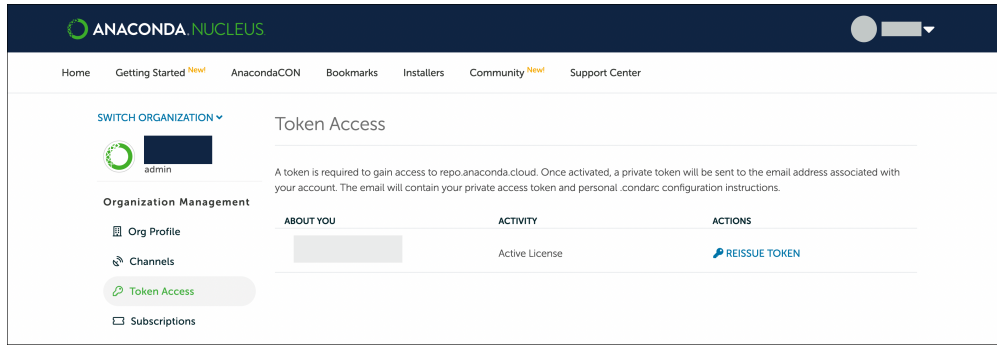 ANACONDA.NUCLEUS
Home Getting Started New! AnacondaCON Bookmarks Installers Community New! Support Center
SWITCH ORGANIZATION
admin
Organization Management
Org Profile
Channels
Token Access
Subscriptions
Token Access
A token is required to gain access to repo.anaconda.cloud. Once activated, a private token will be sent to the email address associated with
your account. The email will contain your private access token and personal .condarc configuration instructions.
ABOUT YOU ACTIVITY ACTIONS
Active License REISSUE TOKEN